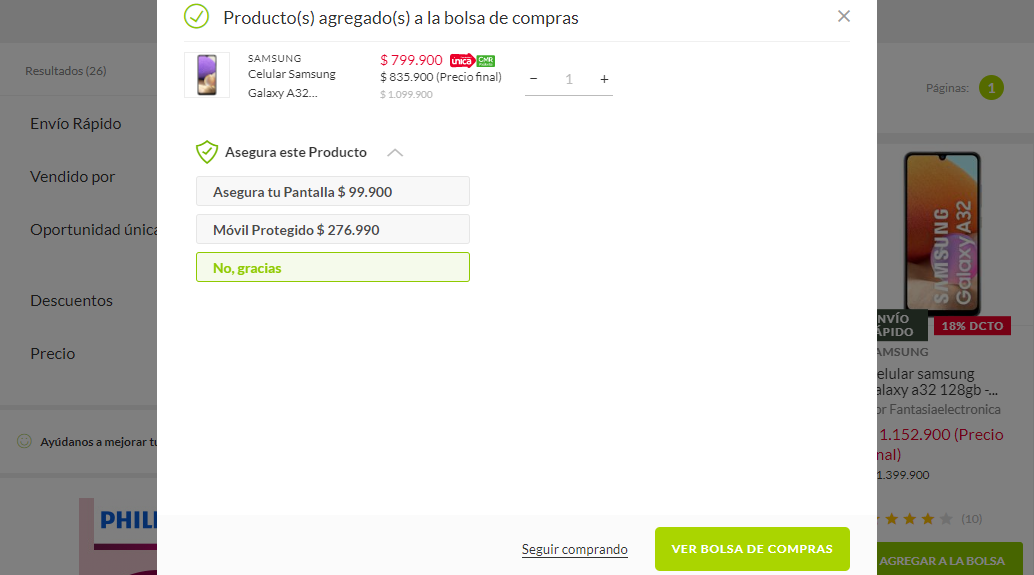 Producto(s) agregado(s) a la bolsa de compras
SAMSUNG
Celular Samsung
Galaxy A32...
$ 799.900 única CMR
$ 835.900 (Precio final)
$ 1.099.900
− 1 +
Asegura este Producto
Asegura tu Pantalla $ 99.900
Móvil Protegido $ 276.990
No, gracias
Seguir comprando
VER BOLSA DE COMPRAS
Resultados (26)
Envío Rápido
Vendido por
Oportunidad única
Descuentos
Precio
Ayúdanos a mejorar tu
PHILI
Páginas: 1
SAMSUNG
Galaxy A32
NVÍO
ÁPIDO
18% DCTO
AMSUNG
elular samsung
alaxy a32 128gb -...
or Fantasiaelectronica
1.152.900 (Precio
nal)
1.399.900
(10)
AGREGAR A LA BOLSA